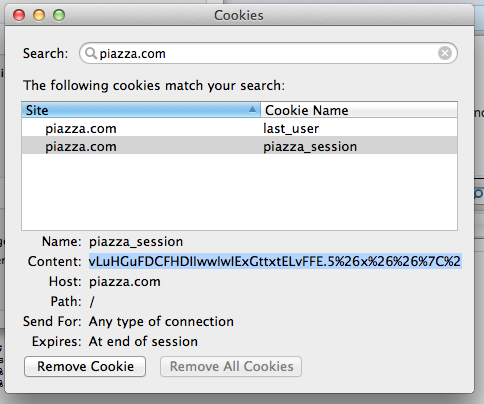 Cookies
Search: piazza.com
The following cookies match your search:
Site Cookie Name
piazza.com last_user
piazza.com piazza_session
Name: piazza_session
Content: vLuHGuFDCFHDIIwwIwIExGttxtELvFFE.5%26x%26%26%7C%2
Host: piazza.com
Path: /
Send For: Any type of connection
Expires: At end of session
Remove Cookie Remove All Cookies